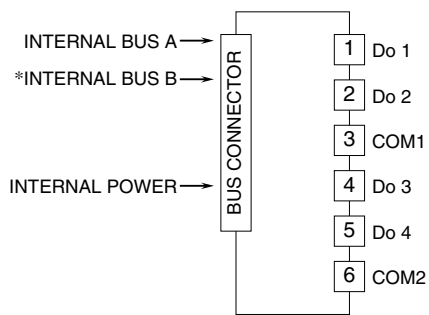 INTERNAL BUS A
*INTERNAL BUS B
INTERNAL POWER
BUS CONNECTOR
1 Do 1
2 Do 2
3 COM1
4 Do 3
5 Do 4
6 COM2